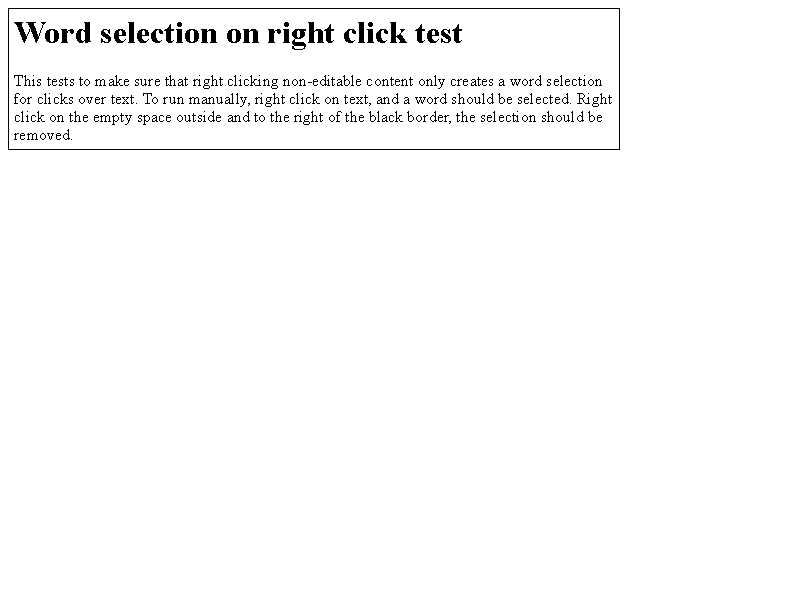 Word selection on right click test
This tests to make sure that right clicking non-editable content only creates a word selection
for clicks over text. To run manually, right click on text, and a word should be selected. Right
click on the empty space outside and to the right of the black border, the selection should be
removed.